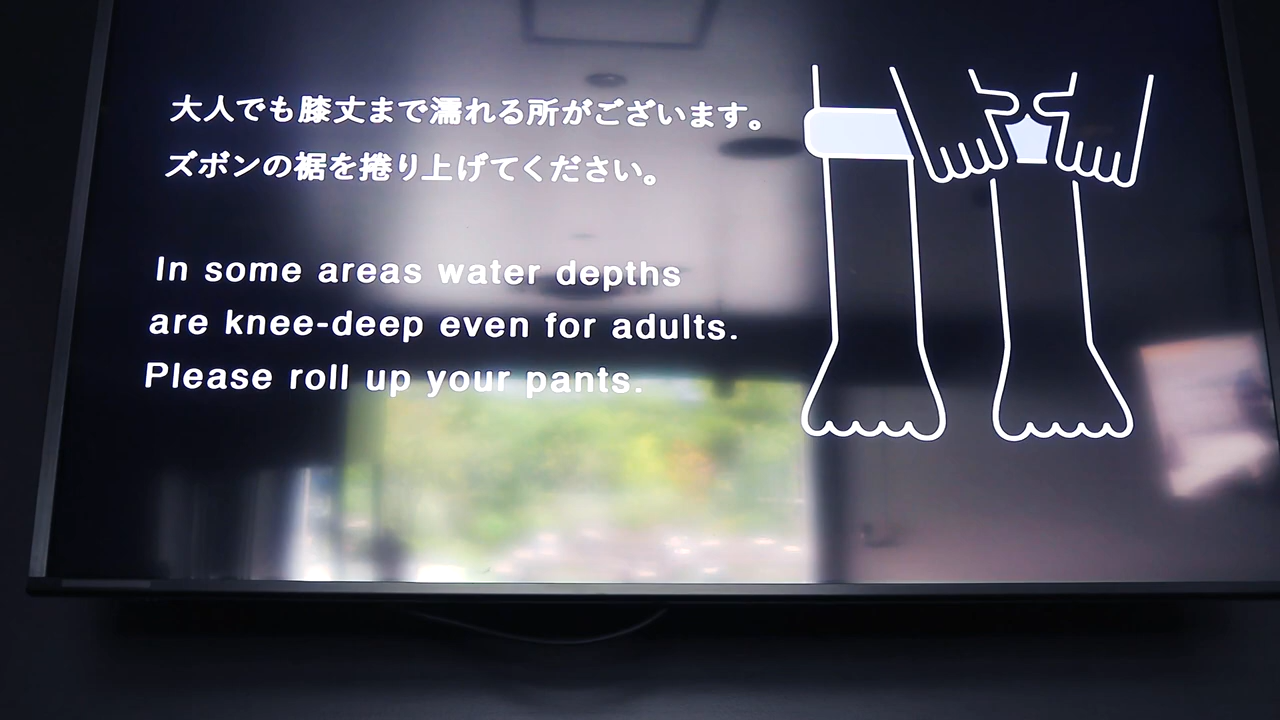 大人でも膝丈まで濡れる所がございます。
ズボンの裾を捲り上げてください。
In some areas water depths
are knee-deep even for adults.
Please roll up your pants.